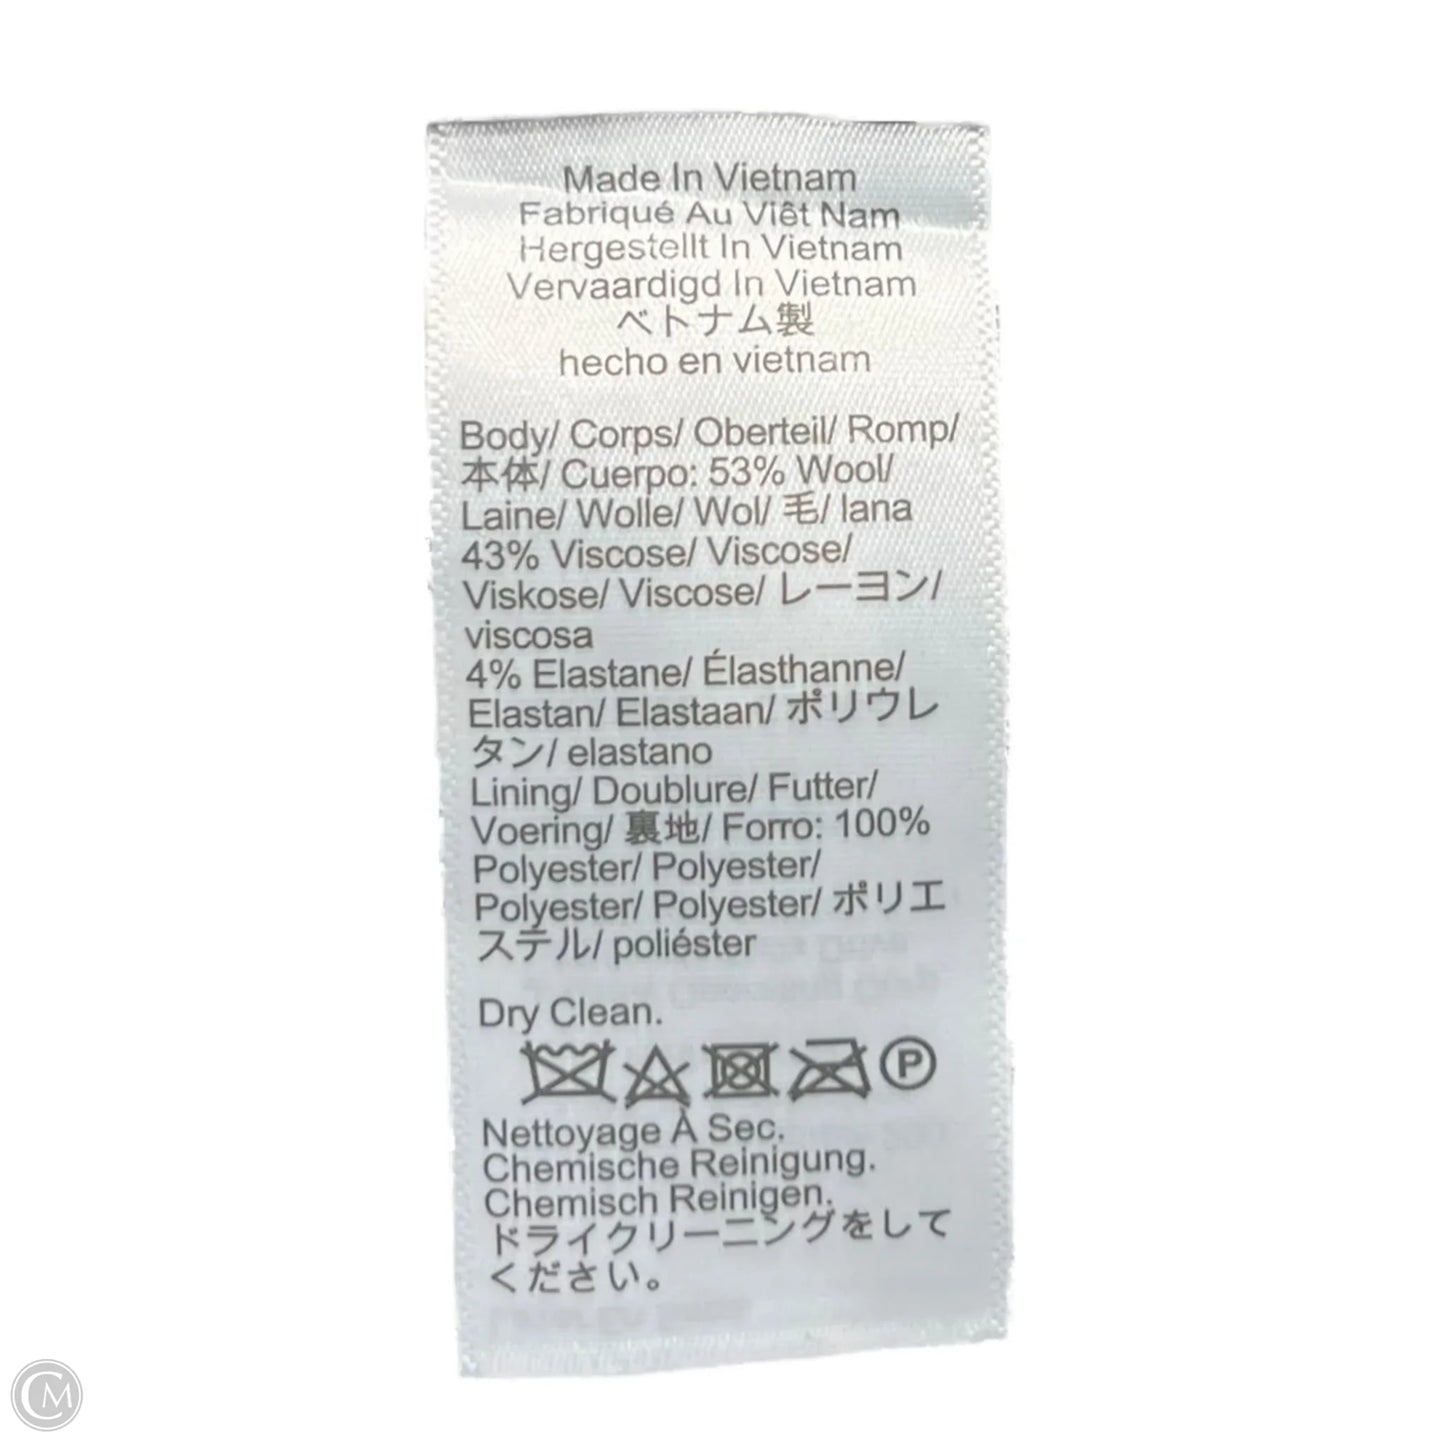 Made In Vietnam
Fabriqué Au Viêt Nam
Hergestellt In Vietnam
Vervaardigd In Vietnam
ベトナム製
hecho en vietnam
Body/ Corps/ Oberteil/ Romp/
本体/ Cuerpo: 53% Wool/
Laine/ Wolle/ Wol/ 毛/ lana
43% Viscose/ Viscose/
Viskose/ Viscose/ レーヨン/
viscosa
4% Elastane/ Élasthanne/
Elastan/ Elastaan/ ポリウレ
タン/ elastano
Lining/ Doublure/ Futter/
Voering/ 裏地/ Forro: 100%
Polyester/ Polyester/
Polyester/ Polyester/ ポリエ
ステル/ poliéster
Dry Clean.
P
Nettoyage À Sec.
Chemische Reinigung.
Chemisch Reinigen.
ドライクリーニングをして
ください。
CM